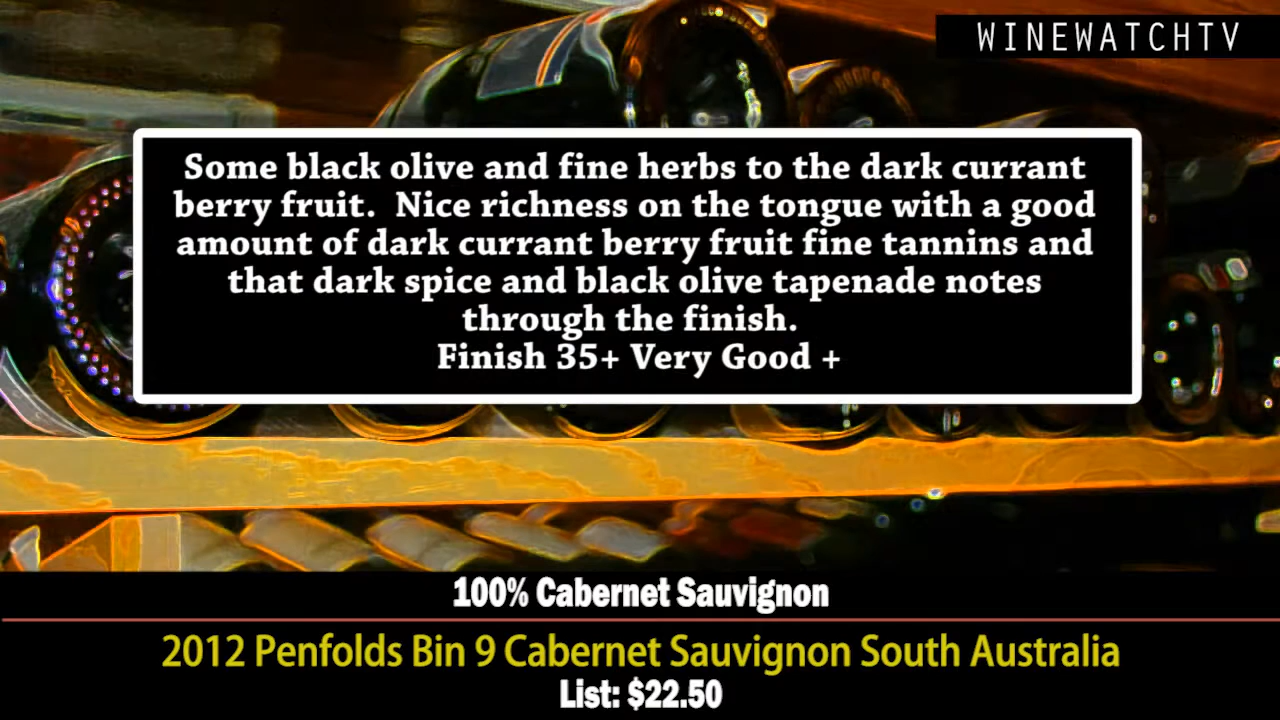 WINEWATCHTV
Some black olive and fine herbs to the dark currant
berry fruit.  Nice richness on the tongue with a good
amount of dark currant berry fruit fine tannins and
that dark spice and black olive tapenade notes
through the finish.
Finish 35+ Very Good +
100% Cabernet Sauvignon
2012 Penfolds Bin 9 Cabernet Sauvignon South Australia
List: $22.50